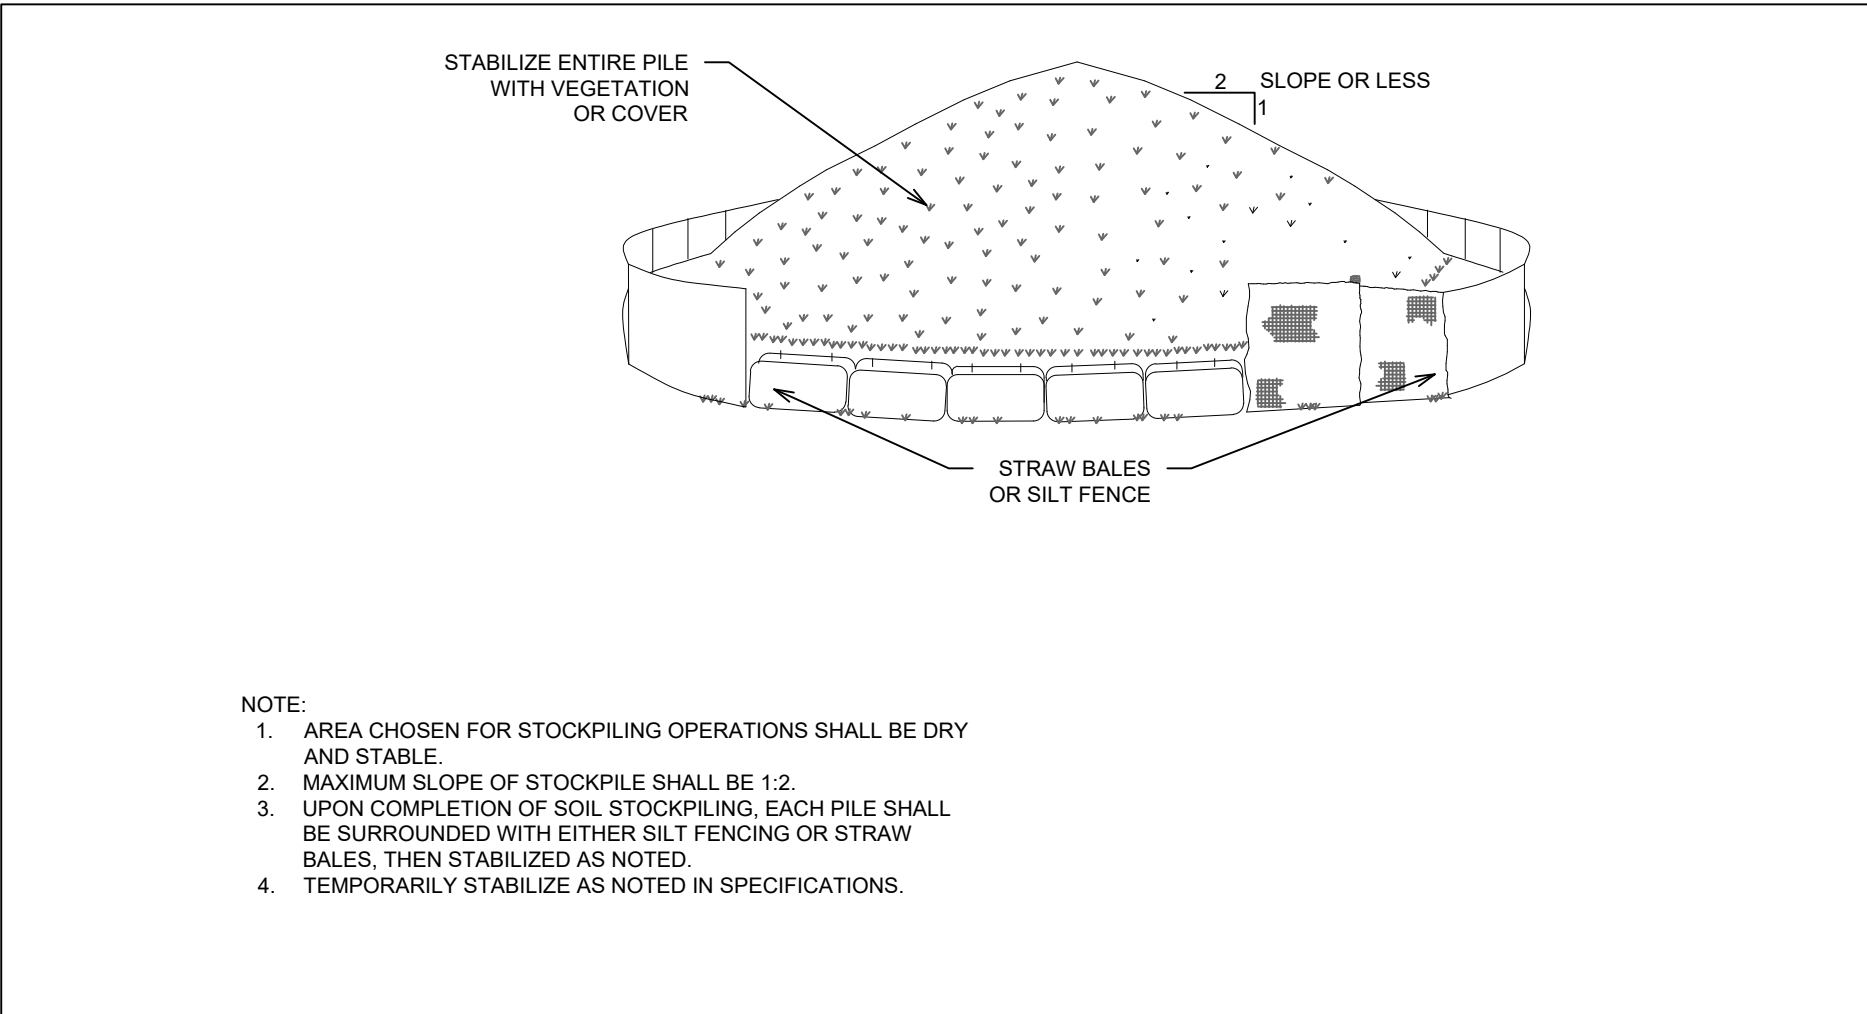 STABILIZE ENTIRE PILE
WITH VEGETATION
OR COVER
2
SLOPE OR LESS
1
STRAW BALES
OR SILT FENCE
NOTE:
1. AREA CHOSEN FOR STOCKPILING OPERATIONS SHALL BE DRY
AND STABLE.
2. MAXIMUM SLOPE OF STOCKPILE SHALL BE 1:2.
3. UPON COMPLETION OF SOIL STOCKPILING, EACH PILE SHALL
BE SURROUNDED WITH EITHER SILT FENCING OR STRAW
BALES, THEN STABILIZED AS NOTED.
4. TEMPORARILY STABILIZE AS NOTED IN SPECIFICATIONS.